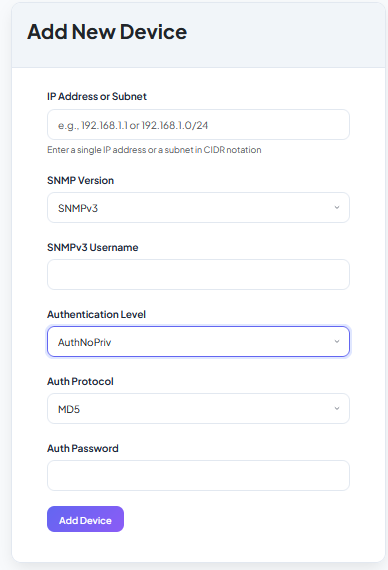 Add New Device
IP Address or Subnet
e.g., 192.168.1.1 or 192.168.1.0/24
Enter a single IP address or a subnet in CIDR notation
SNMP Version
SNMPv3
SNMPv3 Username
Authentication Level
AuthNoPriv
Auth Protocol
MD5
Auth Password
Add Device